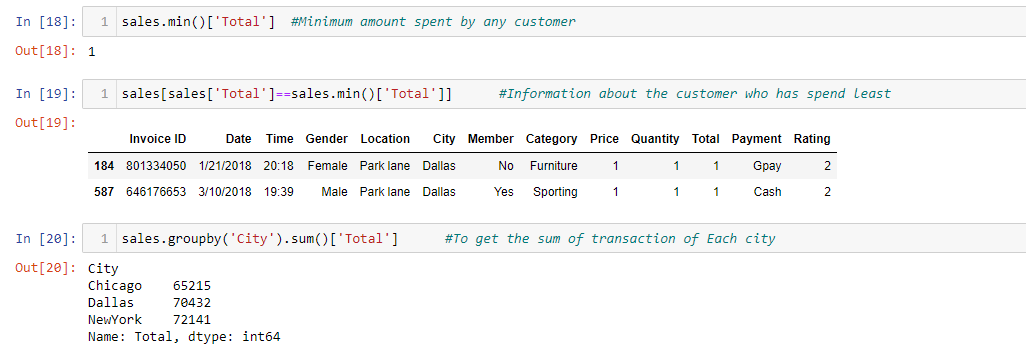 In [18]: 1 sales.min()['Total'] #Minimum amount spent by any customer
Out[18]: 1
In [19]: 1 sales[sales['Total']==sales.min()['Total']] #Information about the customer who has spend least
Out[19]:
Invoice ID Date Time Gender Location City Member Category Price Quantity Total Payment Rating
184 801334050 1/21/2018 20:18 Female Park lane Dallas No Furniture 1 1 1 Gpay 2
587 646176653 3/10/2018 19:39 Male Park lane Dallas Yes Sporting 1 1 1 Cash 2
In [20]: 1 sales.groupby('City').sum()['Total'] #To get the sum of transaction of Each city
Out[20]: City
Chicago 65215
Dallas 70432
NewYork 72141
Name: Total, dtype: int64